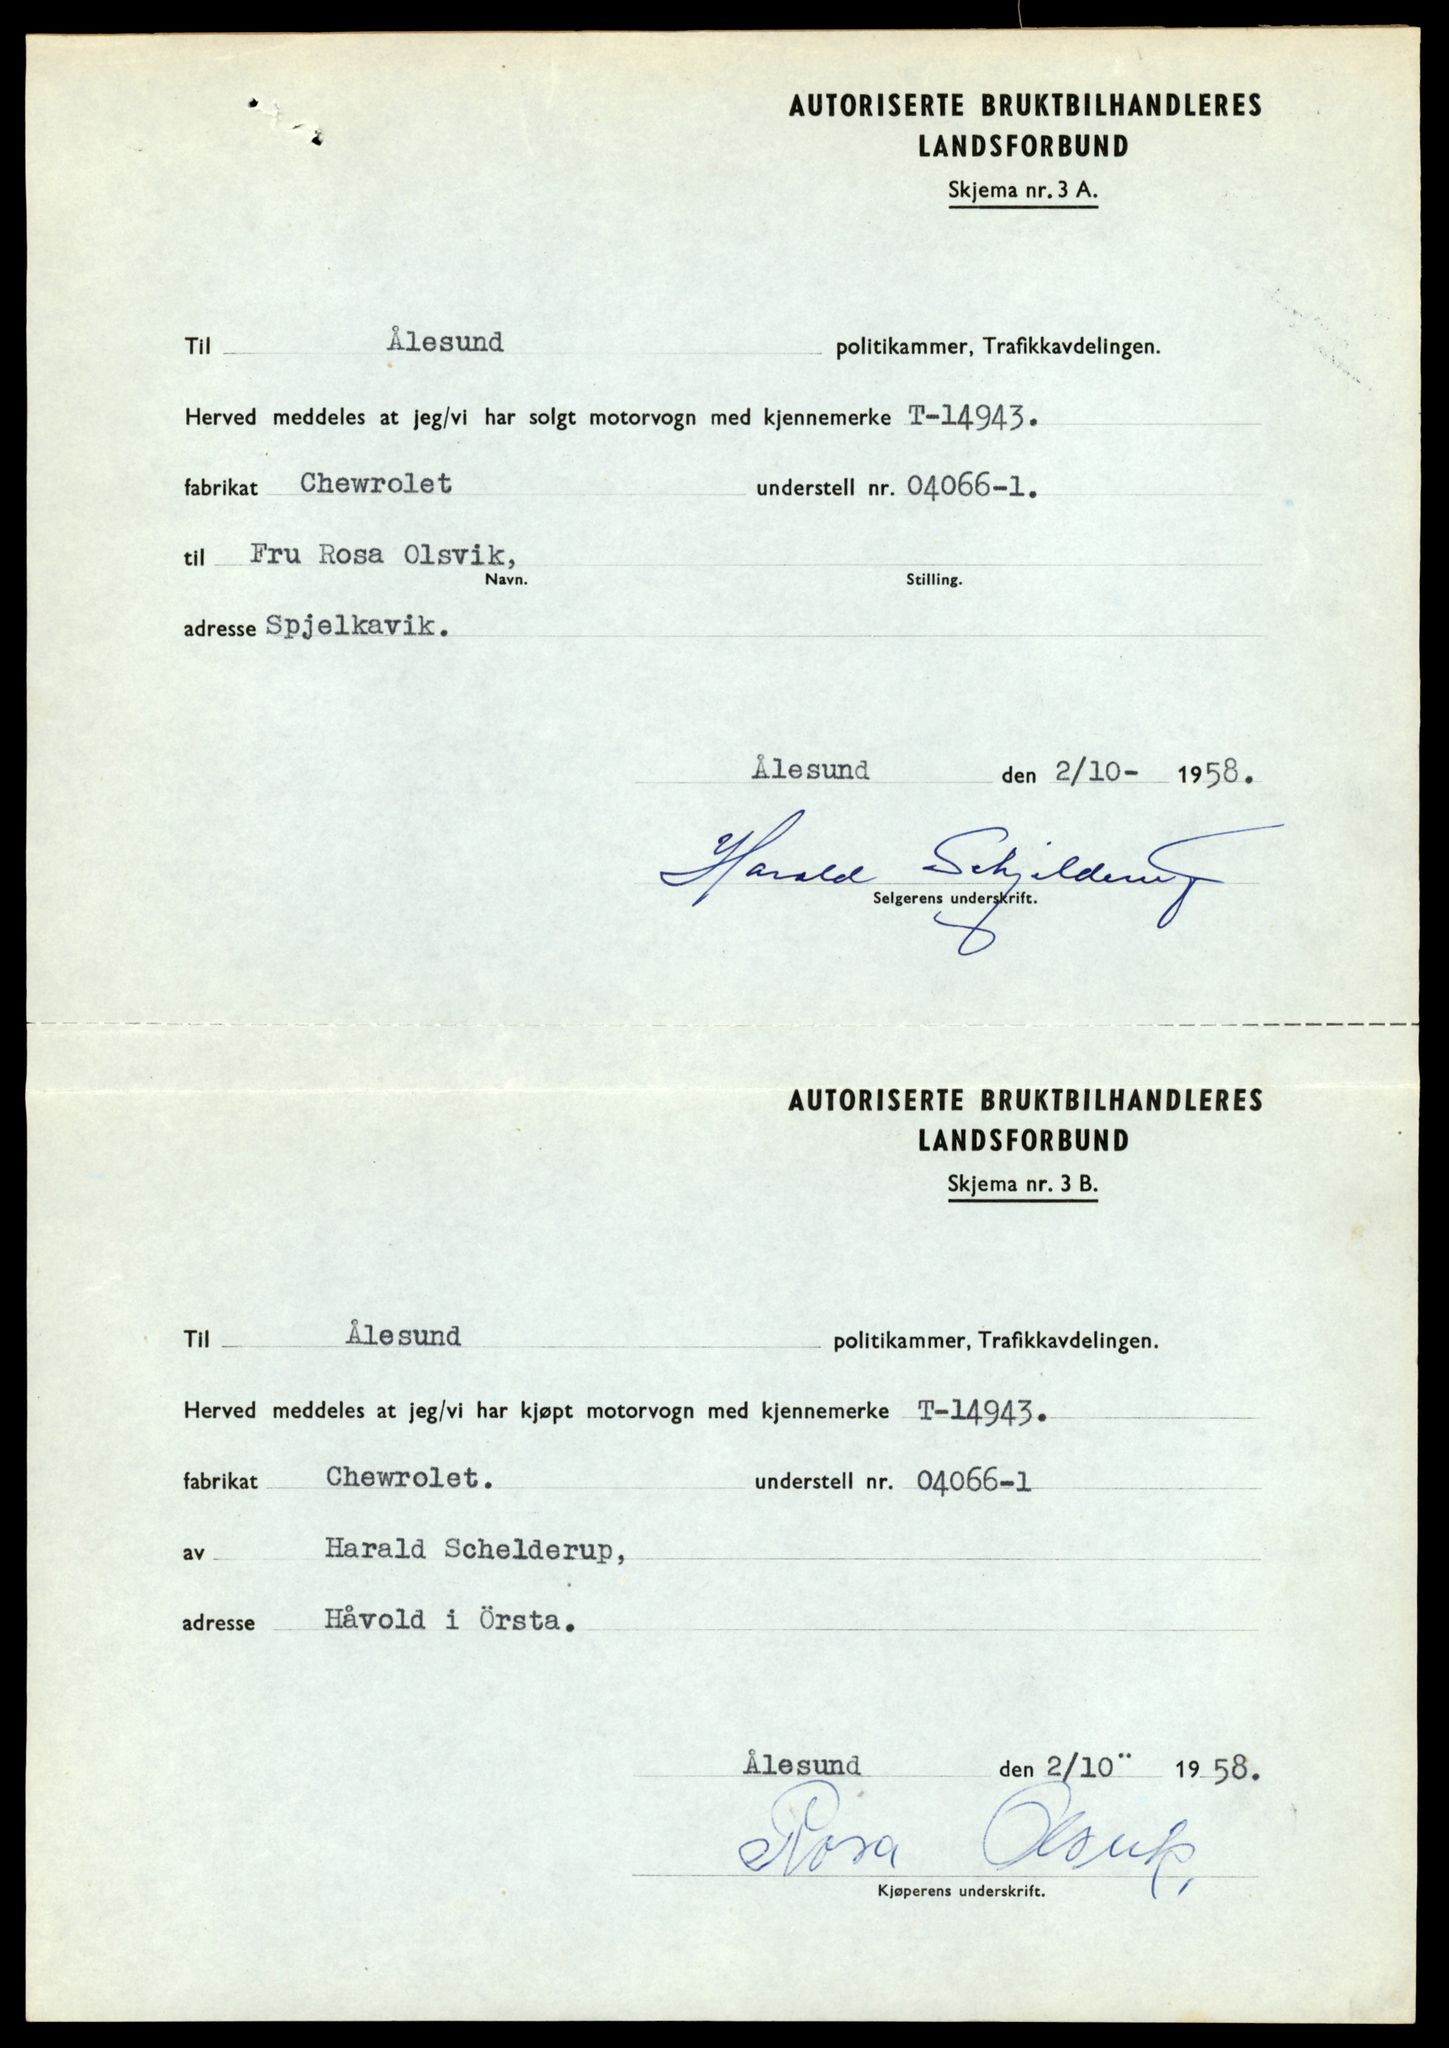 AUTORISERTE BRUKTBILHANDLERES
LANDSFORBUND
Skjema nr. 3 A.
Til Ålesund politikammer, Trafikkavdelingen.
Herved meddeles at jeg/vi har solgt motorvogn med kjennemerke T-14943.
fabrikat Chewrolet understell nr. 04066-1.
til Fru Rosa Olsvik,
Navn. Stilling.
adresse Spjelkavik.
Ålesund den 2/10- 1958.
Harald Schjelderup
Selgerens underskrift.
AUTORISERTE BRUKTBILHANDLERES
LANDSFORBUND
Skjema nr. 3 B.
Til Ålesund politikammer, Trafikkavdelingen.
Herved meddeles at jeg/vi har kjøpt motorvogn med kjennemerke T-14943.
fabrikat Chewrolet. understell nr. 04066-1
av Harald Schelderup,
adresse Håvold i Örsta.
Ålesund den 2/10¨ 1958.
Rosa Olsvik,
Kjøperens underskrift.